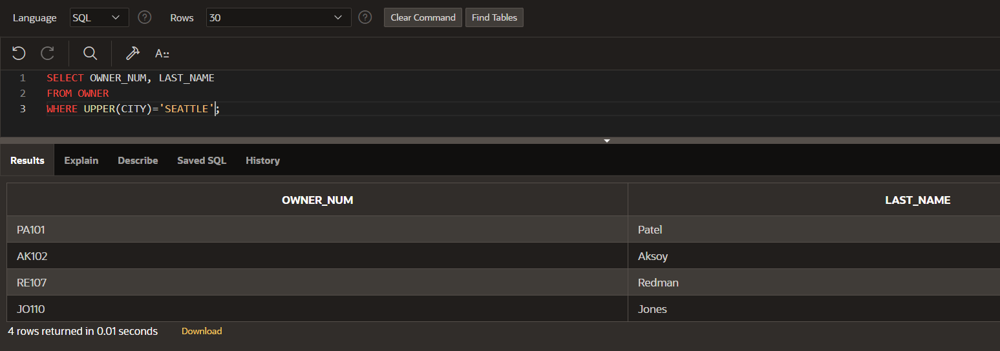 Language SQL Rows 30 Clear Command Find Tables
A::
1 SELECT OWNER_NUM, LAST_NAME
2 FROM OWNER
3 WHERE UPPER(CITY)='SEATTLE';
Results Explain Describe Saved SQL History
OWNER_NUM LAST_NAME
PA101 Patel
AK102 Aksoy
RE107 Redman
JO110 Jones
4 rows returned in 0.01 seconds Download